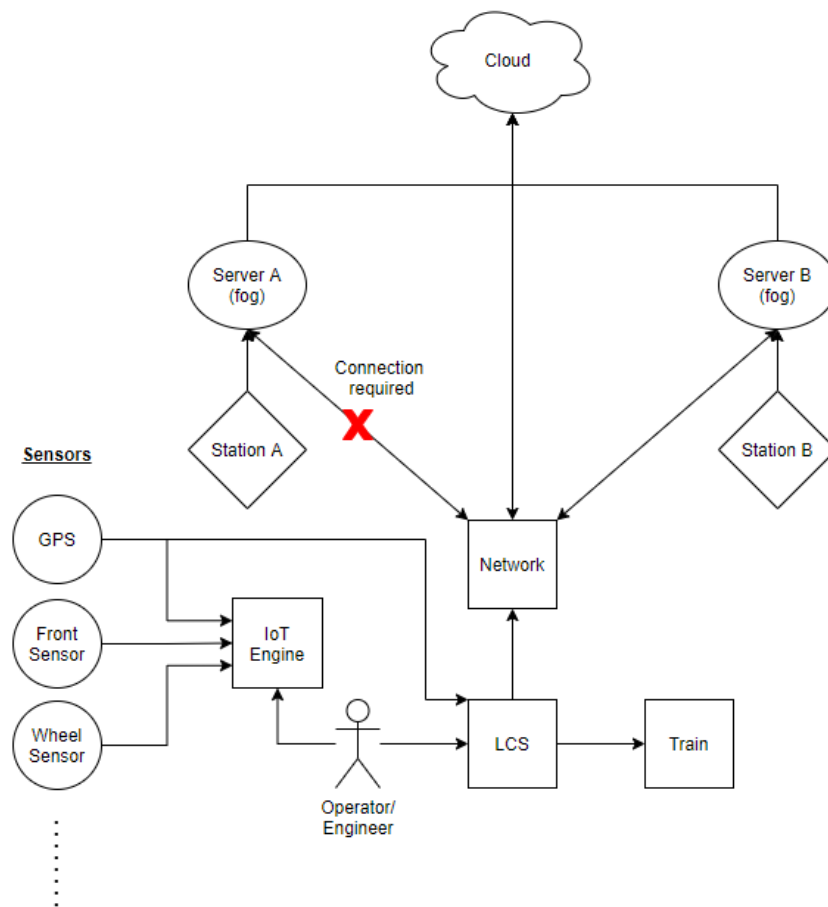 Cloud
Server A
(fog)
Server B
(fog)
Connection
required
X
Station A
Station B
Sensors
GPS
Network
Front
Sensor
IoT
Engine
Wheel
Sensor
LCS
Train
Operator/
Engineer